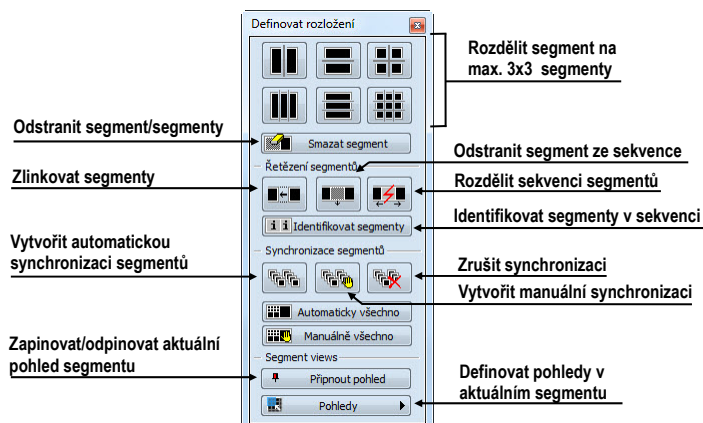 Definovat rozložení
Rozdělit segment na
max. 3x3 segmenty
Odstranit segment/segmenty
Smazat segment
Odstranit segment ze sekvence
Řetězení segmentů
Zlinkovat segmenty
Rozdělit sekvenci segmentů
Identifikovat segmenty
Identifikovat segmenty v sekvenci
Vytvořit automatickou
synchronizaci segmentů
Synchronizace segmentů
Zrušit synchronizaci
Vytvořit manuální synchronizaci
Automaticky všechno
Manuálně všechno
Zapinovat/odpinovat aktuální
pohled segmentu
Segment views
Připnout pohled
Definovat pohledy v
aktuálním segmentu
Pohledy